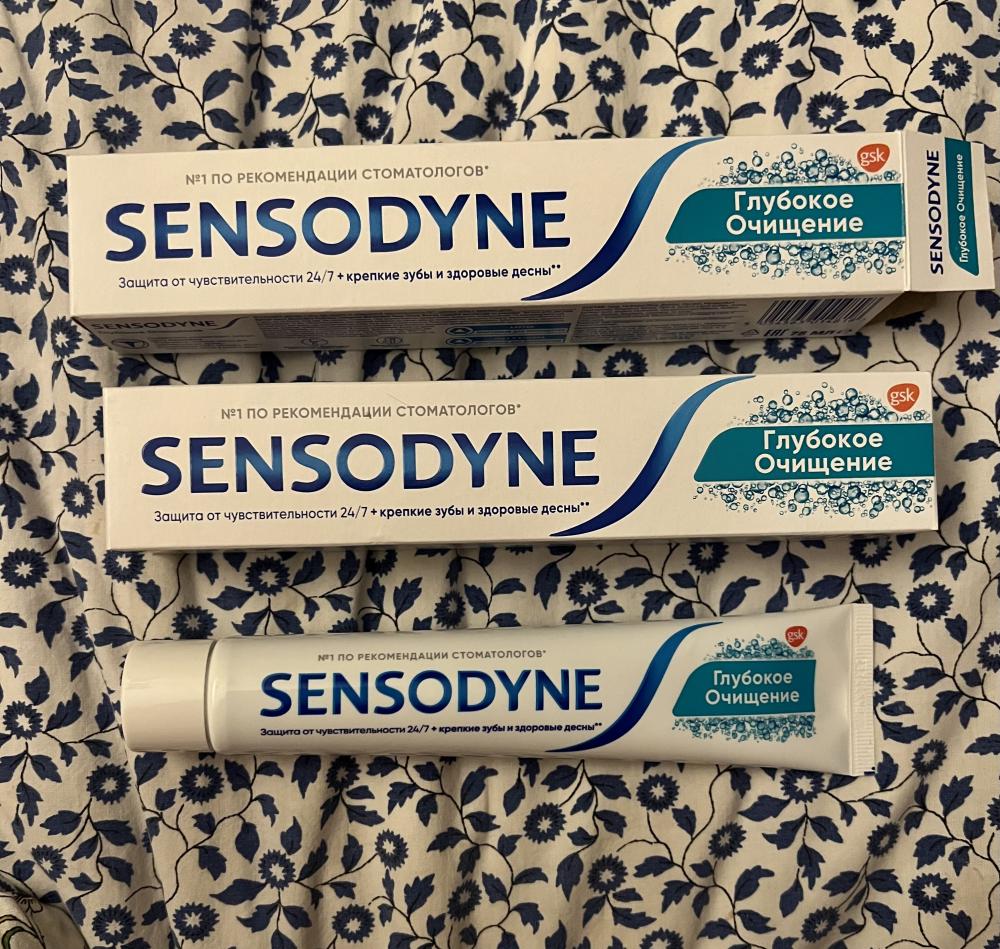 №1 ПО РЕКОМЕНДАЦИИ СТОМАТОЛОГОВ*
SENSODYNE
Защита от чувствительности 24/7 + крепкие зубы и здоровые десны**
gsk
Глубокое
Очищение
SENSODYNE
Глубокое Очищение
SENSODYNE
75 МЛ
№1 ПО РЕКОМЕНДАЦИИ СТОМАТОЛОГОВ*
SENSODYNE
Защита от чувствительности 24/7 + крепкие зубы и здоровые десны**
gsk
Глубокое
Очищение
№1 ПО РЕКОМЕНДАЦИИ СТОМАТОЛОГОВ*
SENSODYNE
Защита от чувствительности 24/7 + крепкие зубы и здоровые десны**
gsk
Глубокое
Очищение